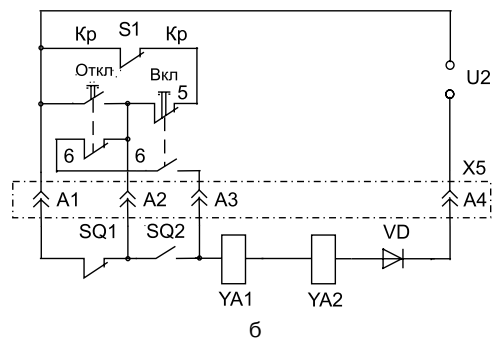 Кр S1 Кр
Откл. Вкл
5
U2
6 6
X5
A1 A2 A3 A4
SQ1 SQ2 VD
YA1 YA2
б